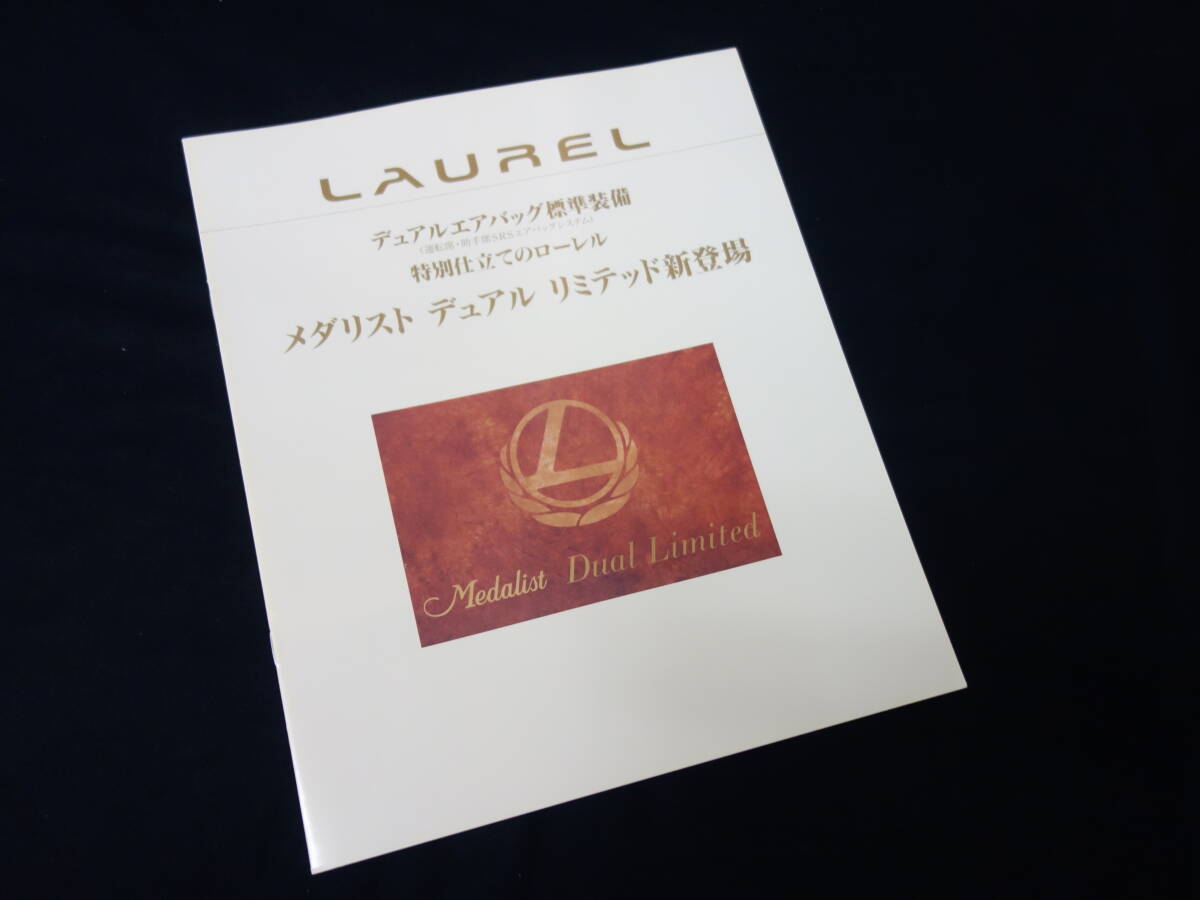 LAUREL
デュアルエアバッグ標準装備
(運転席・助手席SRSエアバッグシステム)
特別仕立てのローレル
メダリスト デュアル リミテッド新登場
L
Medalist Dual Limited